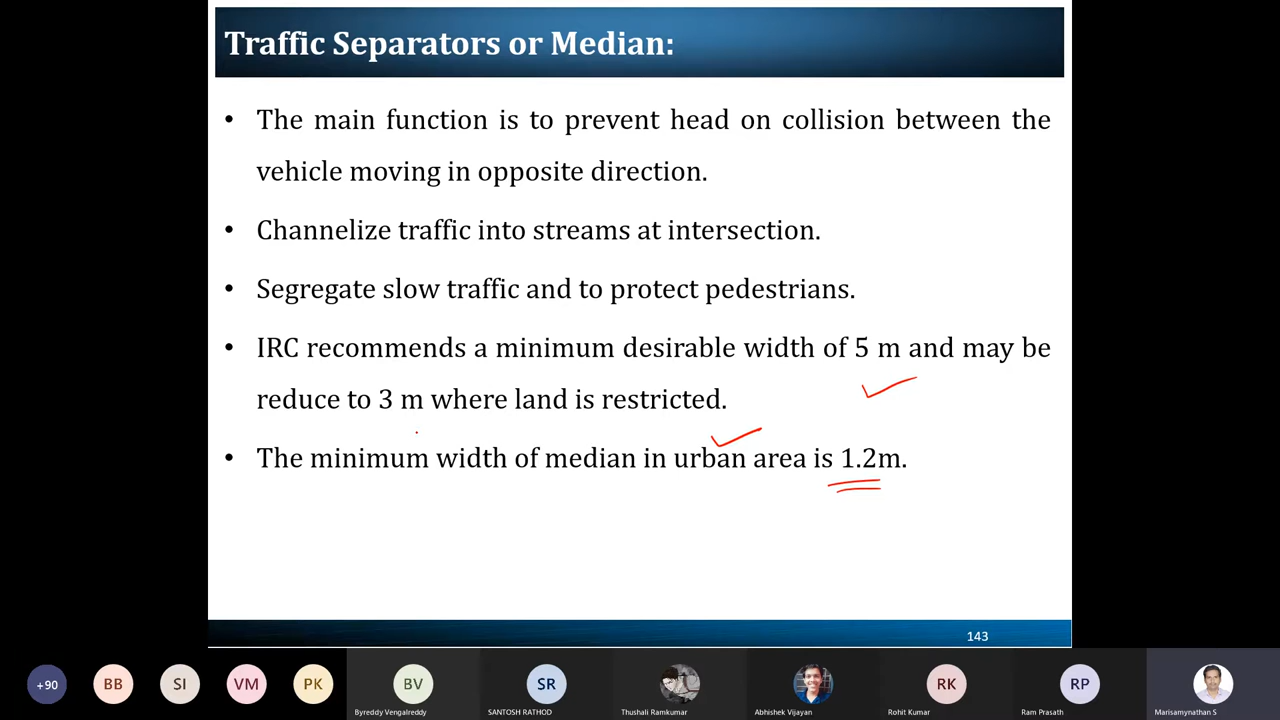 Traffic Separators or Median:
• The main function is to prevent head on collision between the
vehicle moving in opposite direction.
• Channelize traffic into streams at intersection.
• Segregate slow traffic and to protect pedestrians.
• IRC recommends a minimum desirable width of 5 m and may be
reduce to 3 m where land is restricted.
• The minimum width of median in urban area is 1.2m.
143
+90 BB SI VM PK BV SR RK RP
Byreddy Vengalreddy SANTOSH RATHOD Thushali Ramkumar Abhishek Vijayan Rohit Kumar Ram Prasath Marisamynathan S